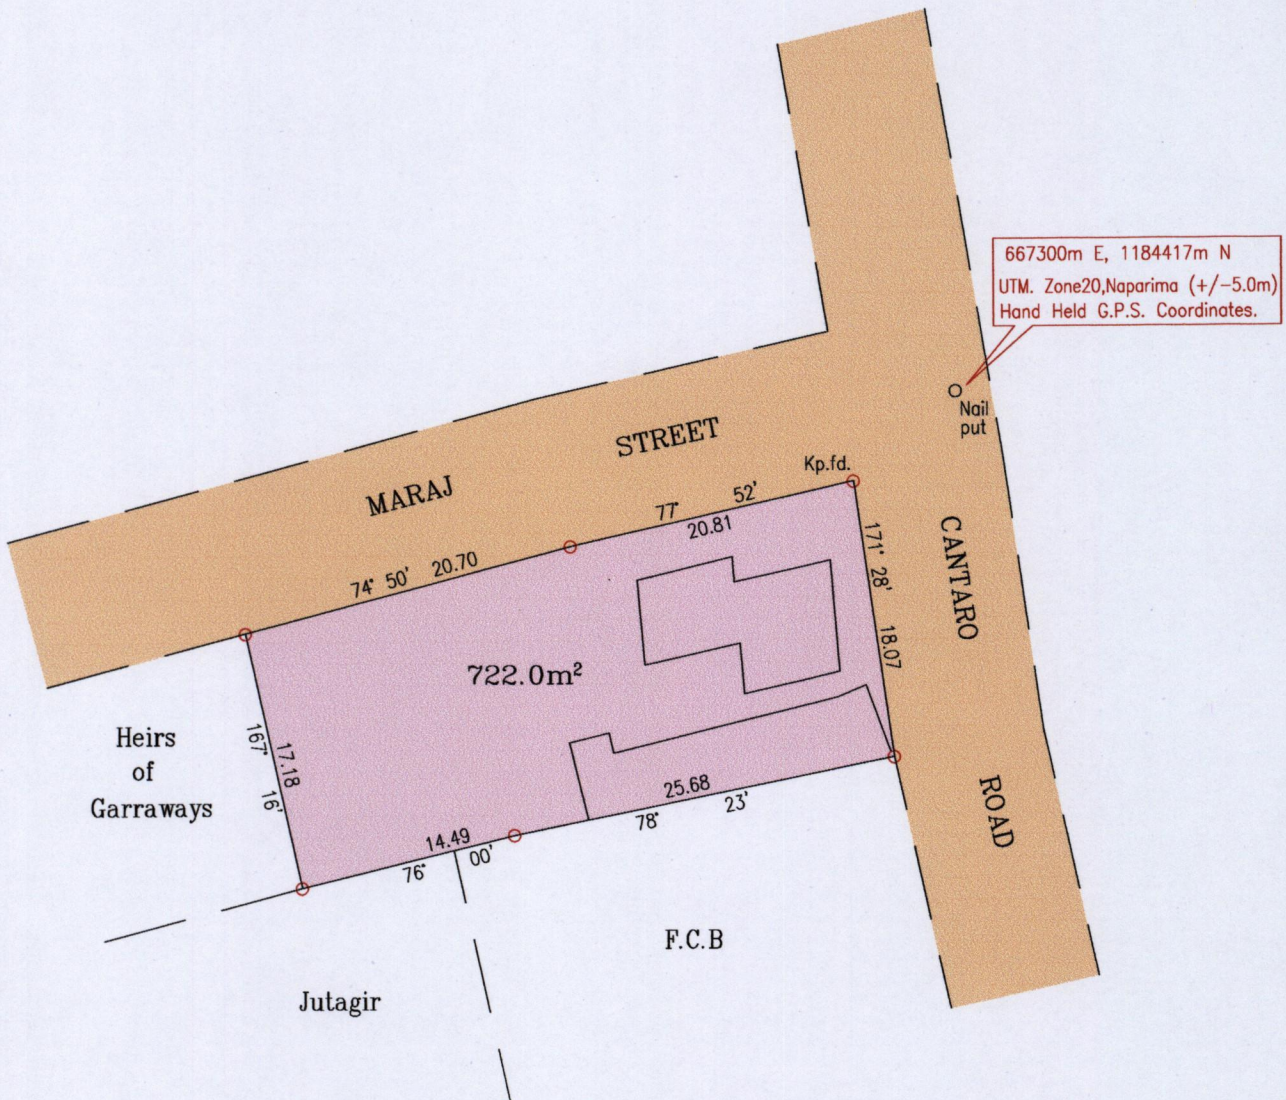 667300m E, 1184417m N
UTM. Zone20,Naparima (+/-5.0m)
Hand Held G.P.S. Coordinates.
Nail
put
MARAJ STREET
Kp.fd.
74° 50' 20.70
77° 52'
20.81
171° 28' 18.07
CANTARO ROAD
722.0m²
Heirs
of
Garraways
167° 16'
17.18
14.49
76° 00'
25.68
78° 23'
F.C.B
Jutagir